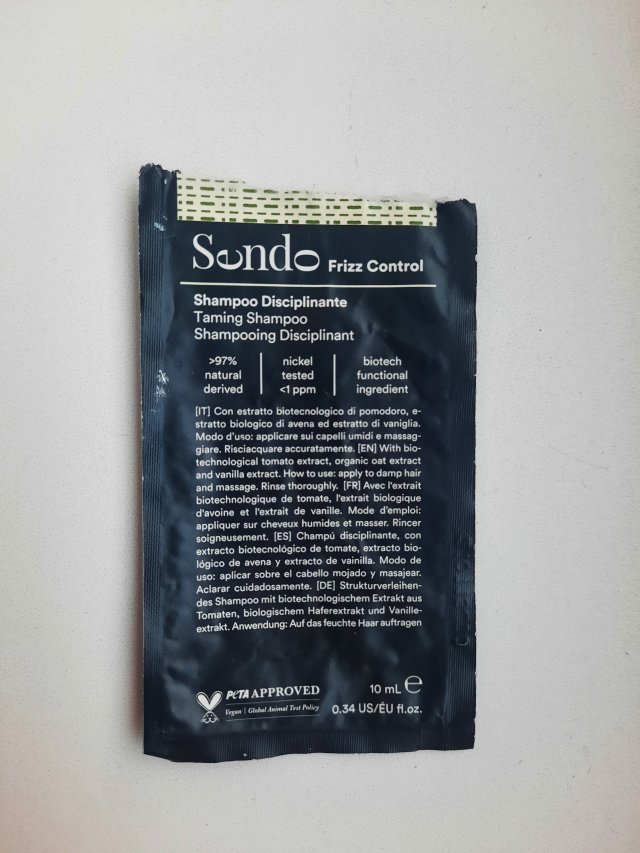 Sendo Frizz Control
Shampoo Disciplinante
Taming Shampoo
Shampooing Disciplinant
>97% nickel biotech
natural tested functional
derived <1 ppm ingredient
[IT] Con estratto biotecnologico di pomodoro, e-
stratto biologico di avena ed estratto di vaniglia.
Modo d'uso: applicare sui capelli umidi e massag-
giare. Risciacquare accuratamente. [EN] With bio-
technological tomato extract, organic oat extract
and vanilla extract. How to use: apply to damp hair
and massage. Rinse thoroughly. [FR] Avec l'extrait
biotechnologique de tomate, l'extrait biologique
d'avoine et l'extrait de vanille. Mode d'emploi:
appliquer sur cheveux humides et masser. Rincer
soigneusement. [ES] Champú disciplinante, con
extracto biotecnológico de tomate, extracto bio-
lógico de avena y extracto de vainilla. Modo de
uso: aplicar sobre el cabello mojado y masajear.
Aclarar cuidadosamente. [DE] Strukturverleihen-
des Shampoo mit biotechnologischem Extrakt aus
Tomaten, biologischem Haferextrakt und Vanille-
extrakt. Anwendung: Auf das feuchte Haar auftragen
PETA APPROVED
Vegan | Global Animal Test Policy
10 mL e
0.34 US/ÉU fl.oz.